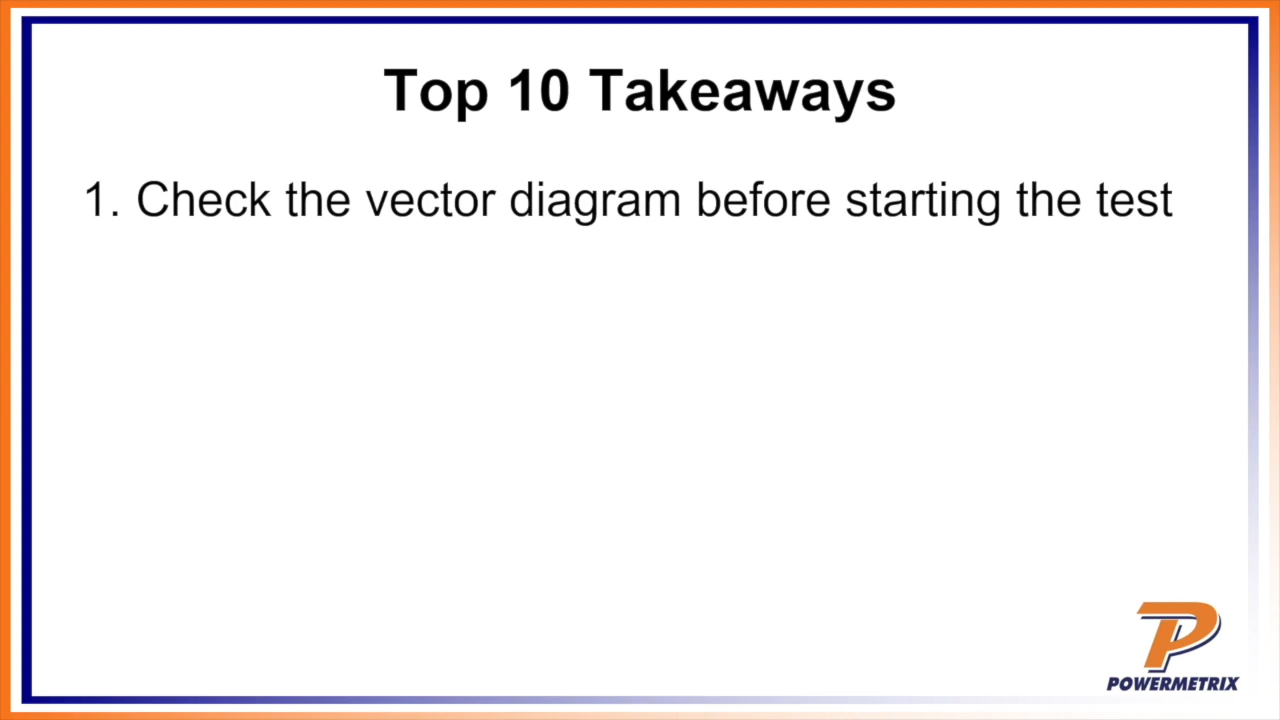 Top 10 Takeaways
1. Check the vector diagram before starting the test
POWERMETRIX